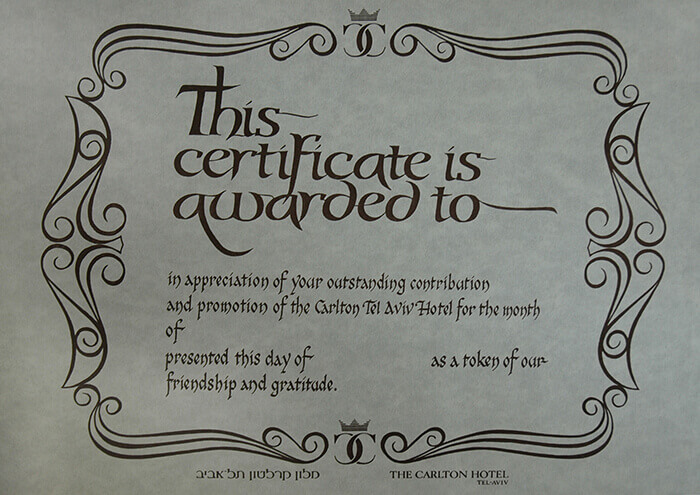 This
certificate is
awarded to
in appreciation of your outstanding contribution
and promotion of the Carlton Tel Aviv Hotel for the month
of
presented this day of as a token of our
friendship and gratitude.
מלון קרלטון תל־אביב THE CARLTON HOTEL
TEL-AVIV